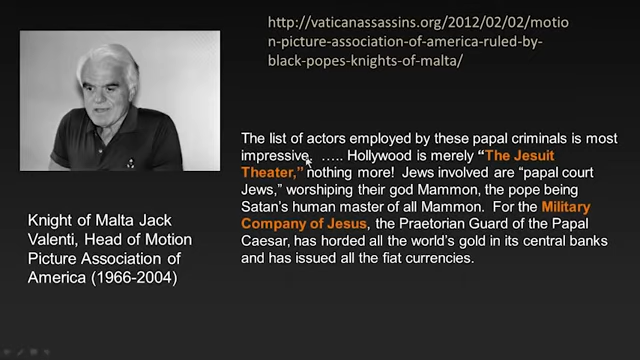 http://vaticanassassins.org/2012/02/02/motio
n-picture-association-of-america-ruled-by-
black-popes-knights-of-malta/
The list of actors employed by these papal criminals is most
impressive.  ..... Hollywood is merely “The Jesuit
Theater,” nothing more!  Jews involved are “papal court
Jews,” worshiping their god Mammon, the pope being
Satan's human master of all Mammon.  For the Military
Company of Jesus, the Praetorian Guard of the Papal
Caesar, has horded all the world's gold in its central banks
and has issued all the fiat currencies.
Knight of Malta Jack
Valenti, Head of Motion
Picture Association of
America (1966-2004)